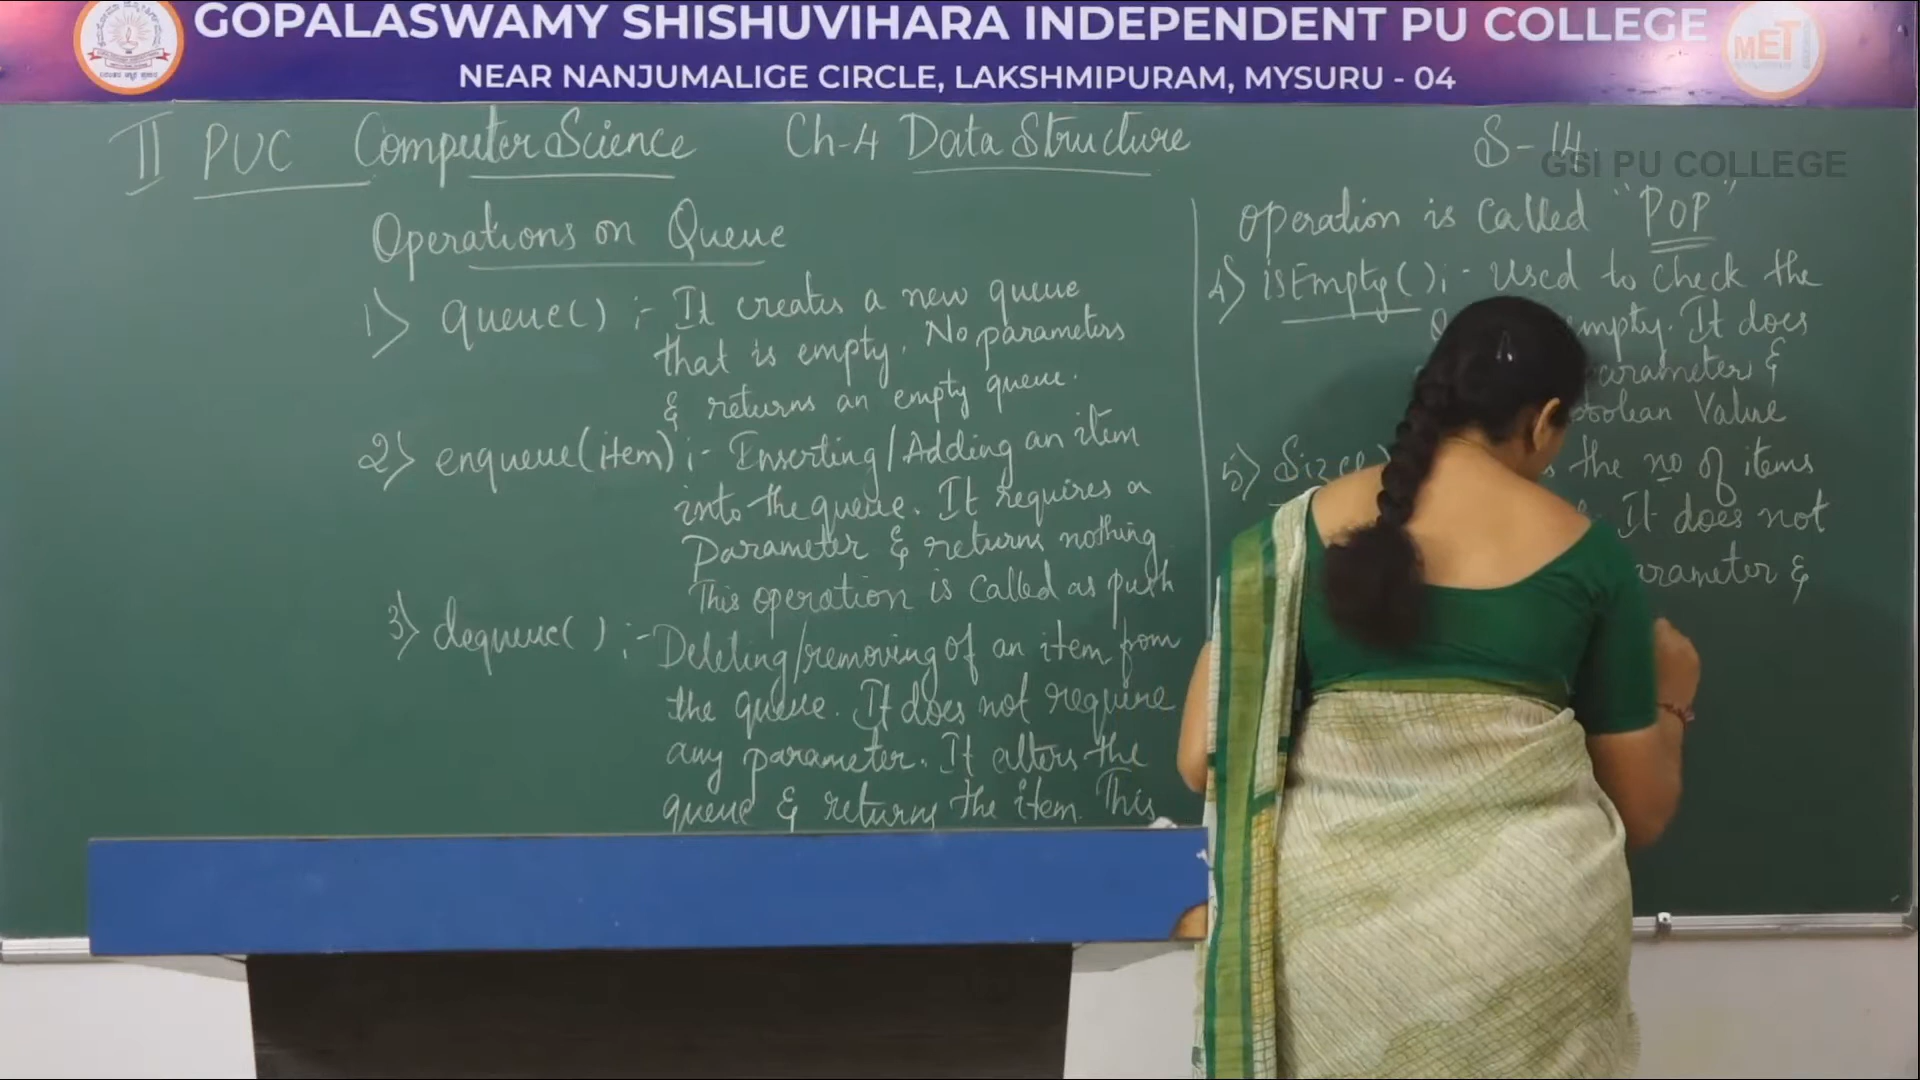 GOPALASWAMY SHISHUVIHARA INDEPENDENT PU COLLEGE
NEAR NANJUMALIGE CIRCLE, LAKSHMIPURAM, MYSURU - 04
MET
II PUC Computer Science Ch-4 Data Structure S-14
GSI PU COLLEGE
Operations on Queue
1) queue() :- It creates a new queue
that is empty. No parameters
& returns an empty queue.
2) enqueue(item) :- Inserting/Adding an item
into the queue. It requires a
Parameter & returns nothing
This operation is called as push
3) dequeue( ) :- Deleting/removing of an item from
the queue. It does not require
any parameter. It alters the
queue & returns the item. This
operation is called "POP"
4) isEmpty() :- Used to check the
empty. It does
parameter &
Value
5) Size( the no of items
It does not
&